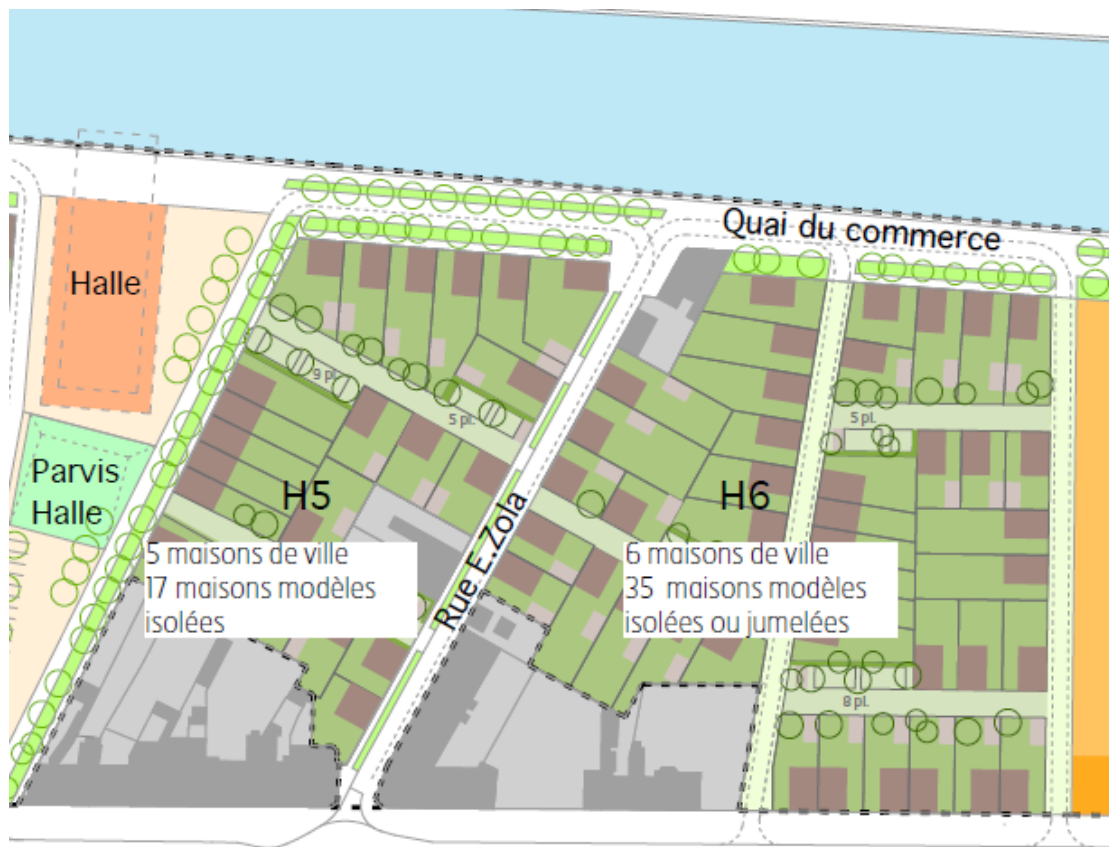 Quai du commerce
Halle
9 pl.
5 pl.
5 pl.
Parvis
Halle
H5
H6
5 maisons de ville
17 maisons modèles
isolées
Rue E.Zola
6 maisons de ville
35 maisons modèles
isolées ou jumelées
8 pl.